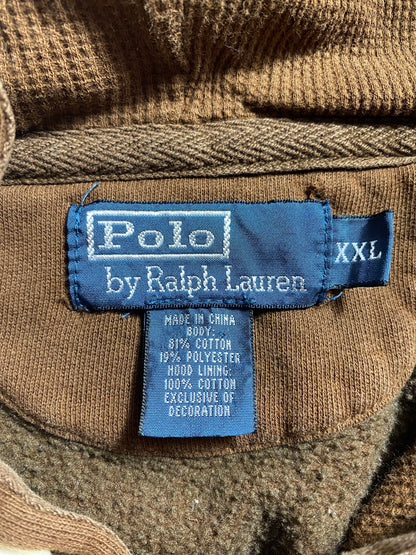 Polo
by Ralph Lauren
XXL
MADE IN CHINA
BODY:
81% COTTON
19% POLYESTER
HOOD LINING:
100% COTTON
EXCLUSIVE OF
DECORATION